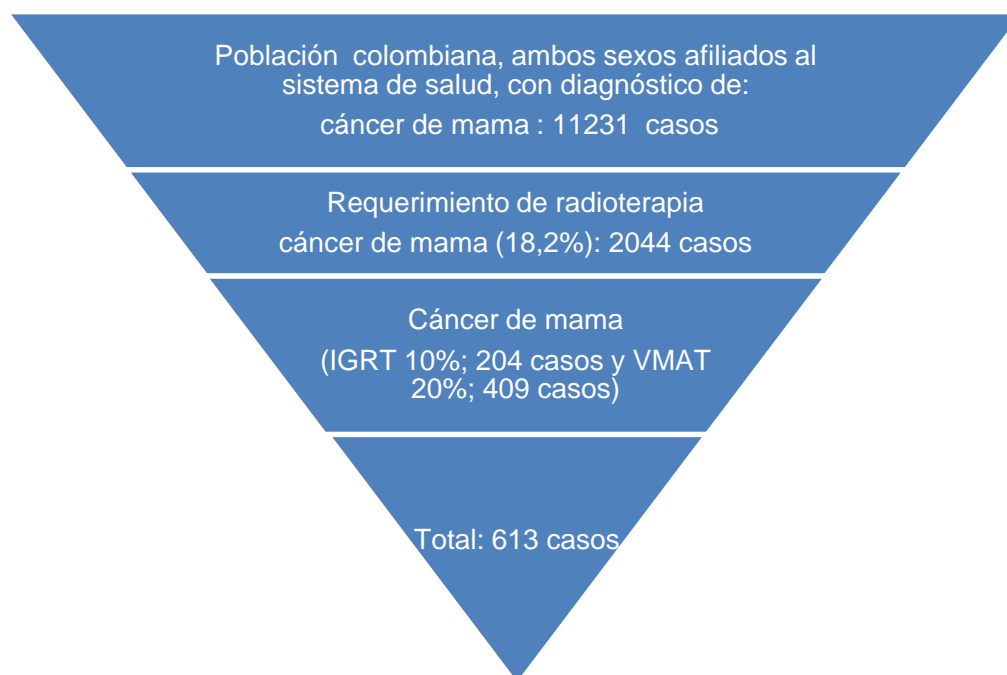 Población colombiana, ambos sexos afiliados al
sistema de salud, con diagnóstico de:
cáncer de mama : 11231 casos
Requerimiento de radioterapia
cáncer de mama (18,2%): 2044 casos
Cáncer de mama
(IGRT 10%; 204 casos y VMAT
20%; 409 casos)
Total: 613 casos